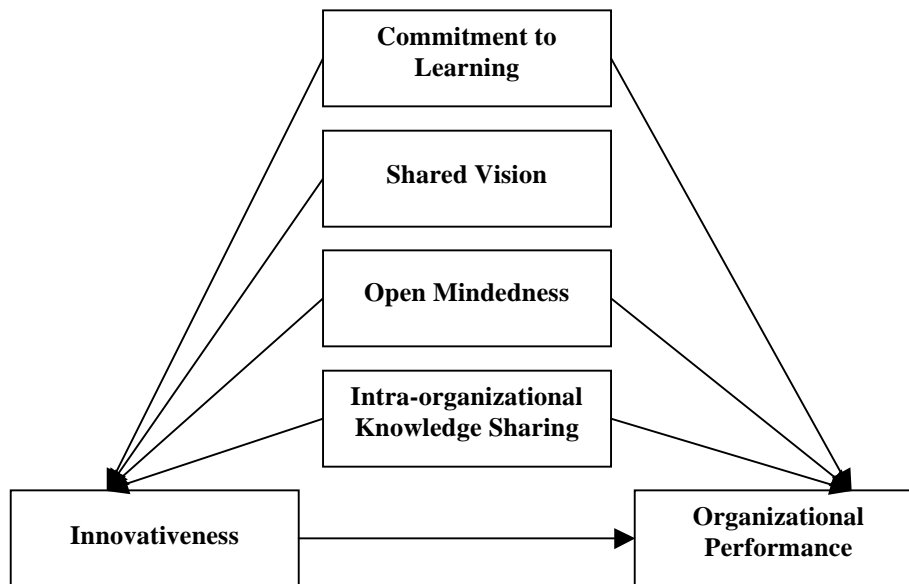 Commitment to
Learning
Shared Vision
Open Mindedness
Intra-organizational
Knowledge Sharing
Innovativeness
Organizational
Performance